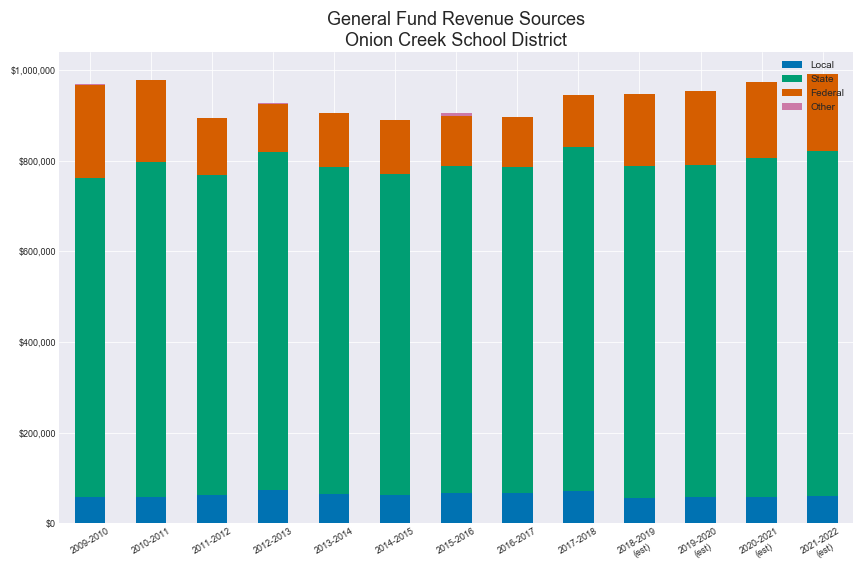 General Fund Revenue Sources
Onion Creek School District
$1,000,000
$800,000
$600,000
$400,000
$200,000
$0
Local
State
Federal
Other
2009-2010
2010-2011
2011-2012
2012-2013
2013-2014
2014-2015
2015-2016
2016-2017
2017-2018
2018-2019
(est)
2019-2020
(est)
2020-2021
(est)
2021-2022
(est)